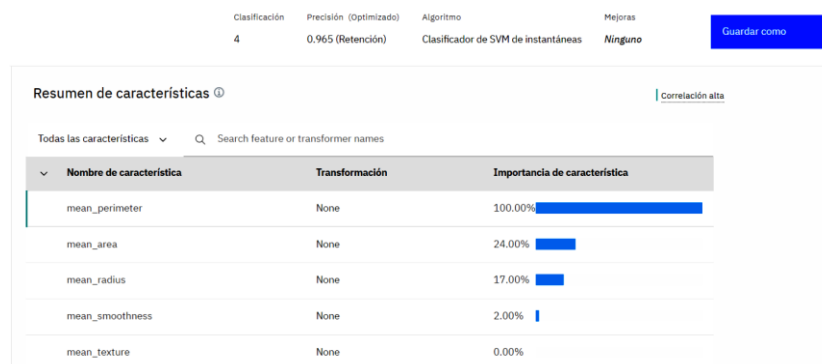 Clasificación Precisión (Optimizado) Algoritmo Mejoras
4 0.965 (Retención) Clasificador de SVM de instantáneas Ninguno
Guardar como
Resumen de características
Correlación alta
Todas las características Search feature or transformer names
Nombre de característica Transformación Importancia de característica
mean_perimeter None 100.00%
mean_area None 24.00%
mean_radius None 17.00%
mean_smoothness None 2.00%
mean_texture None 0.00%